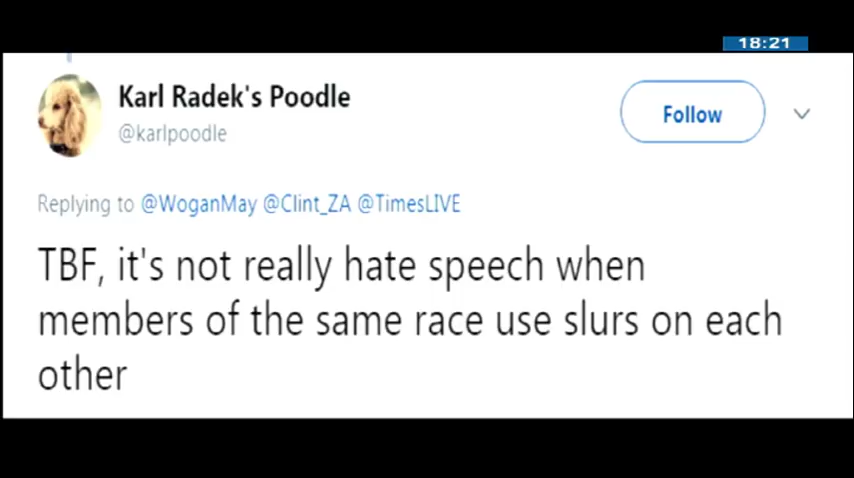 18:21
Karl Radek's Poodle
@karlpoodle
Follow
Replying to @WoganMay @Clint_ZA @TimesLIVE
TBF, it's not really hate speech when
members of the same race use slurs on each
other